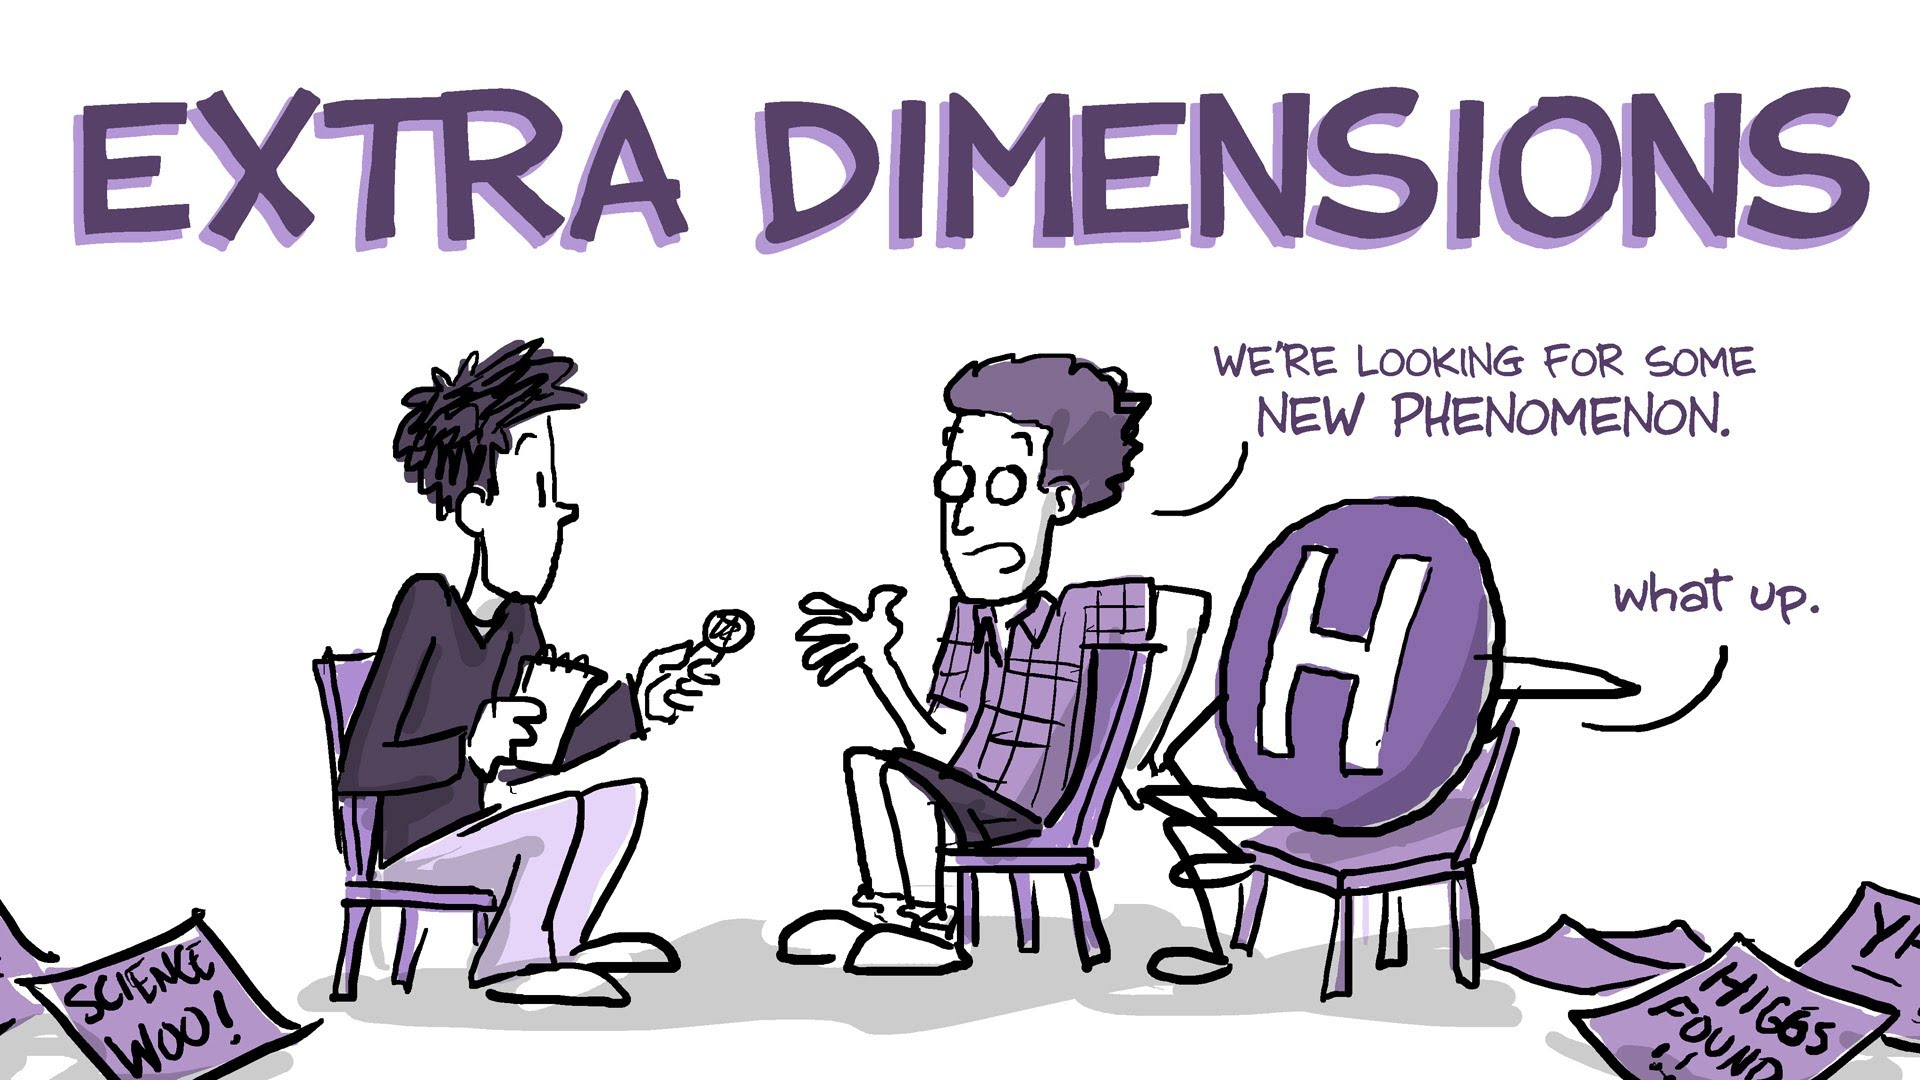 EXTRA DIMENSIONS
WE'RE LOOKING FOR SOME
NEW PHENOMENON.
what up.
H
SCIENCE
WOO!
HIGGS
FOUND